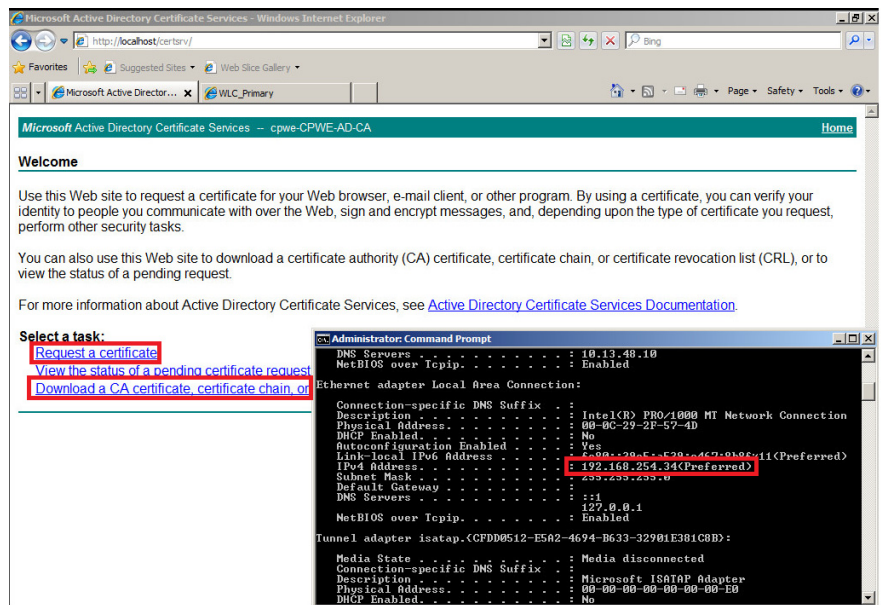 Microsoft Active Directory Certificate Services - Windows Internet Explorer
http://localhost/certsrv/
Bing
Favorites Suggested Sites Web Slice Gallery
Microsoft Active Director... WLC_Primary Page Safety Tools
Microsoft Active Directory Certificate Services -- cpwe-CPWE-AD-CA Home
Welcome
Use this Web site to request a certificate for your Web browser, e-mail client, or other program. By using a certificate, you can verify your
identity to people you communicate with over the Web, sign and encrypt messages, and, depending upon the type of certificate you request,
perform other security tasks.
You can also use this Web site to download a certificate authority (CA) certificate, certificate chain, or certificate revocation list (CRL), or to
view the status of a pending request.
For more information about Active Directory Certificate Services, see Active Directory Certificate Services Documentation.
Select a task:
Request a certificate
View the status of a pending certificate request
Download a CA certificate, certificate chain, or
Administrator: Command Prompt
DNS Servers . . . . . . . . . . . : 10.13.48.10
NetBIOS over Tcpip. . . . . . . . : Enabled
Ethernet adapter Local Area Connection:
Connection-specific DNS Suffix  . :
Description . . . . . . . . . . . : Intel(R) PRO/1000 MT Network Connection
Physical Address. . . . . . . . . : 00-0C-29-2F-57-4D
DHCP Enabled. . . . . . . . . . . : No
Autoconfiguration Enabled . . . . : Yes
Link-local IPv6 Address . . . . . :
IPv4 Address. . . . . . . . . . . : 192.168.254.34(Preferred)
Subnet Mask . . . . . . . . . . . : 255.255.255.0
Default Gateway . . . . . . . . . :
DNS Servers . . . . . . . . . . . : ::1
127.0.0.1
NetBIOS over Tcpip. . . . . . . . : Enabled
Tunnel adapter isatap.{CFDD0512-E5A2-4694-B633-32901E381C8B}:
Media State . . . . . . . . . . . : Media disconnected
Connection-specific DNS Suffix  . :
Description . . . . . . . . . . . : Microsoft ISATAP Adapter
Physical Address. . . . . . . . . : 00-00-00-00-00-00-00-E0
DHCP Enabled. . . . . . . . . . . : No